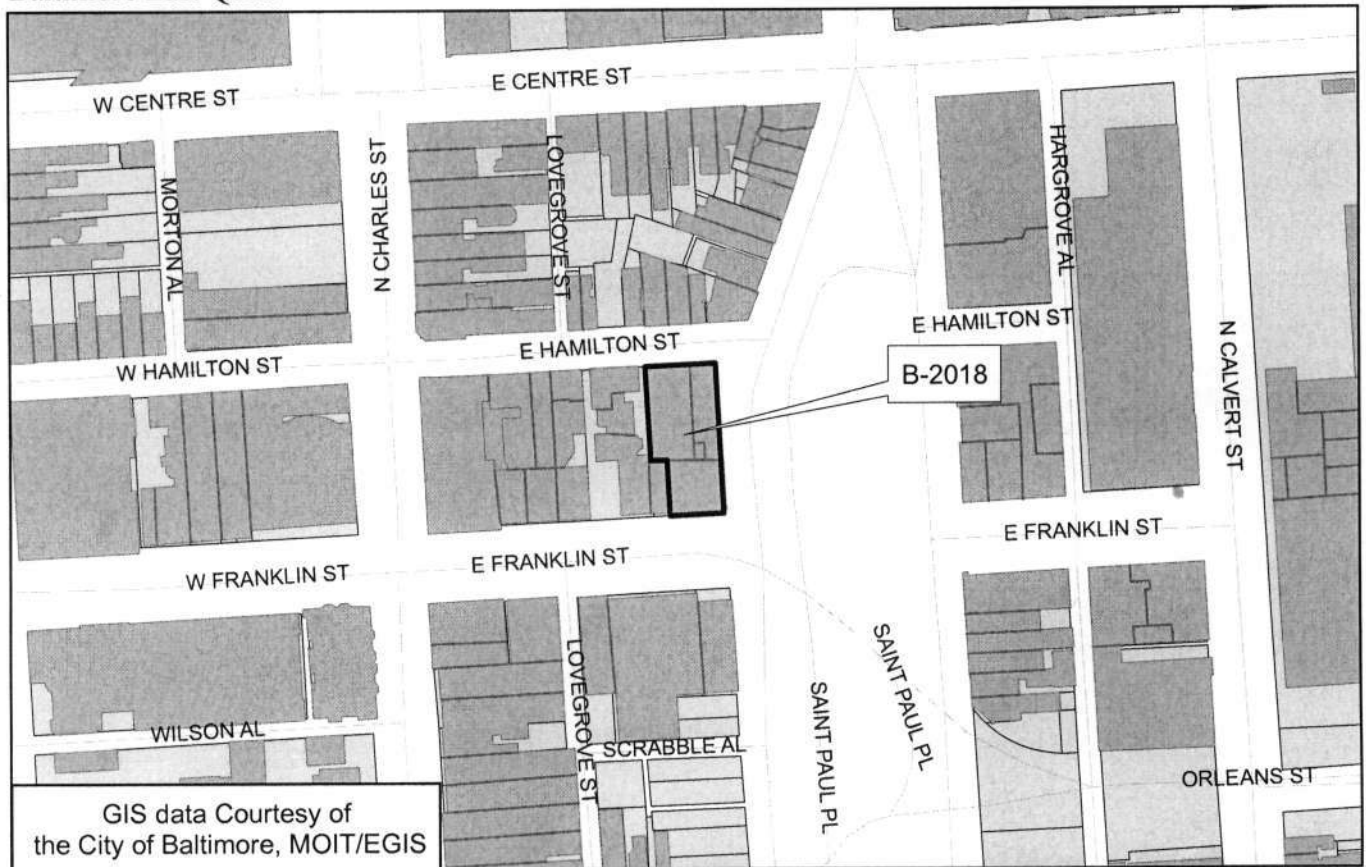 W CENTRE ST
E CENTRE ST
MORTON AL
N CHARLES ST
LOVEGROVE ST
HARGROVE AL
N CALVERT ST
W HAMILTON ST
E HAMILTON ST
E HAMILTON ST
B-2018
W FRANKLIN ST
E FRANKLIN ST
E FRANKLIN ST
LOVEGROVE ST
WILSON AL
SCRABBLE AL
SAINT PAUL PL
SAINT PAUL PL
ORLEANS ST
GIS data Courtesy of
the City of Baltimore, MOIT/EGIS